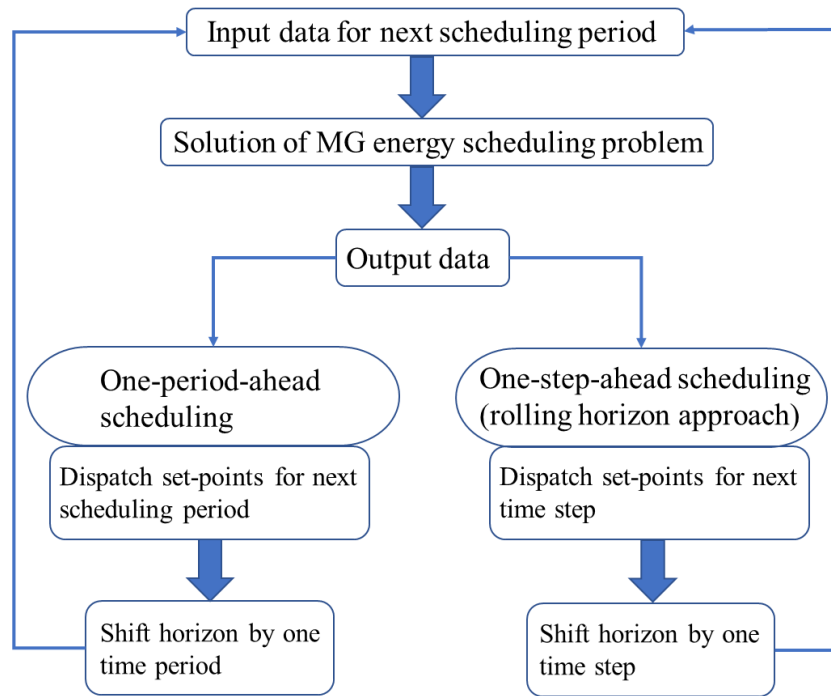 Input data for next scheduling period
Solution of MG energy scheduling problem
Output data
One-period-ahead
scheduling
Dispatch set-points for next
scheduling period
Shift horizon by one
time period
One-step-ahead scheduling
(rolling horizon approach)
Dispatch set-points for next
time step
Shift horizon by one
time step